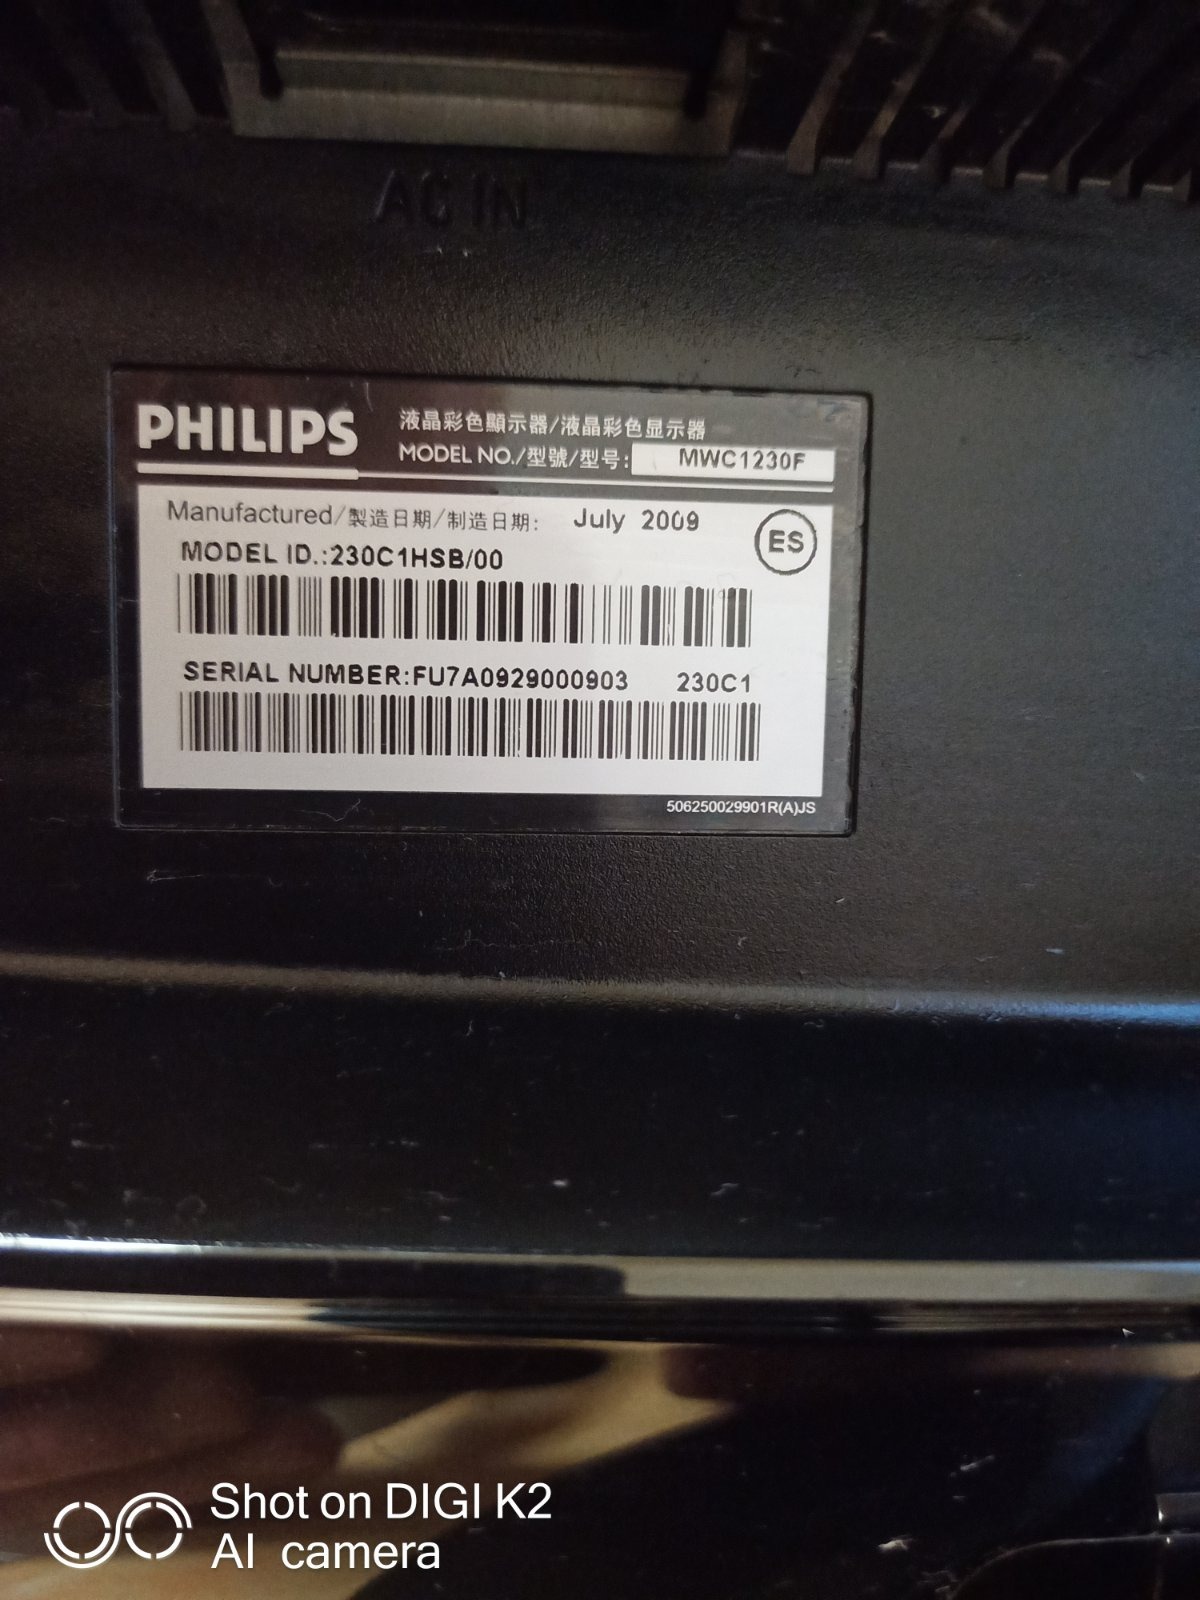 AC IN
PHILIPS
液晶彩色顯示器/液晶彩色显示器
MODEL NO./型號/型号: MWC1230F
Manufactured/製造日期/制造日期: July 2009
ES
MODEL ID.:230C1HSB/00
SERIAL NUMBER:FU7A0929000903 230C1
506250029901R(A)JS
Shot on DIGI K2
AI camera